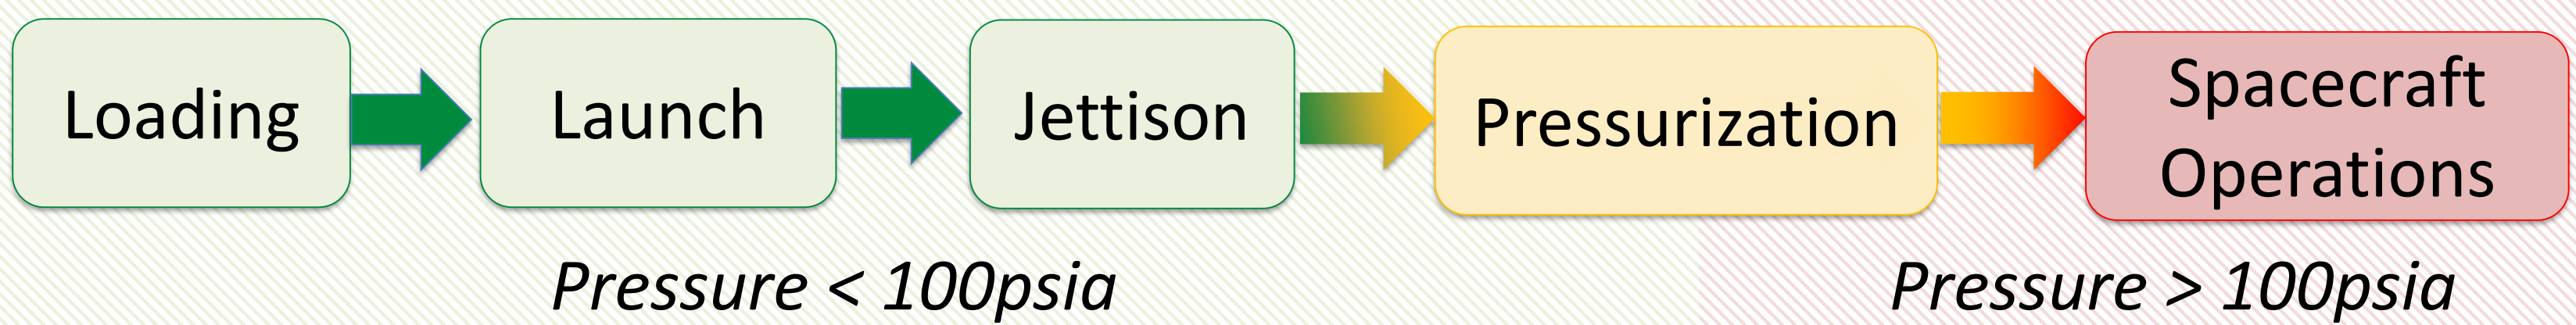 Loading
Launch
Jettison
Pressurization
Spacecraft
Operations
Pressure < 100psia
Pressure > 100psia